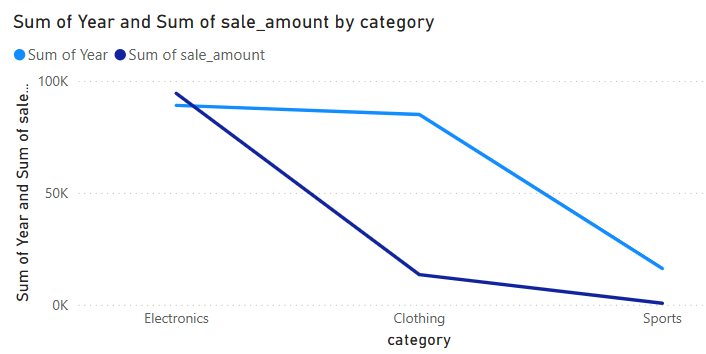 Sum of Year and Sum of sale_amount by category
Sum of Year Sum of sale_amount
Sum of Year and Sum of sale...
100K
50K
0K
Electronics Clothing Sports
category